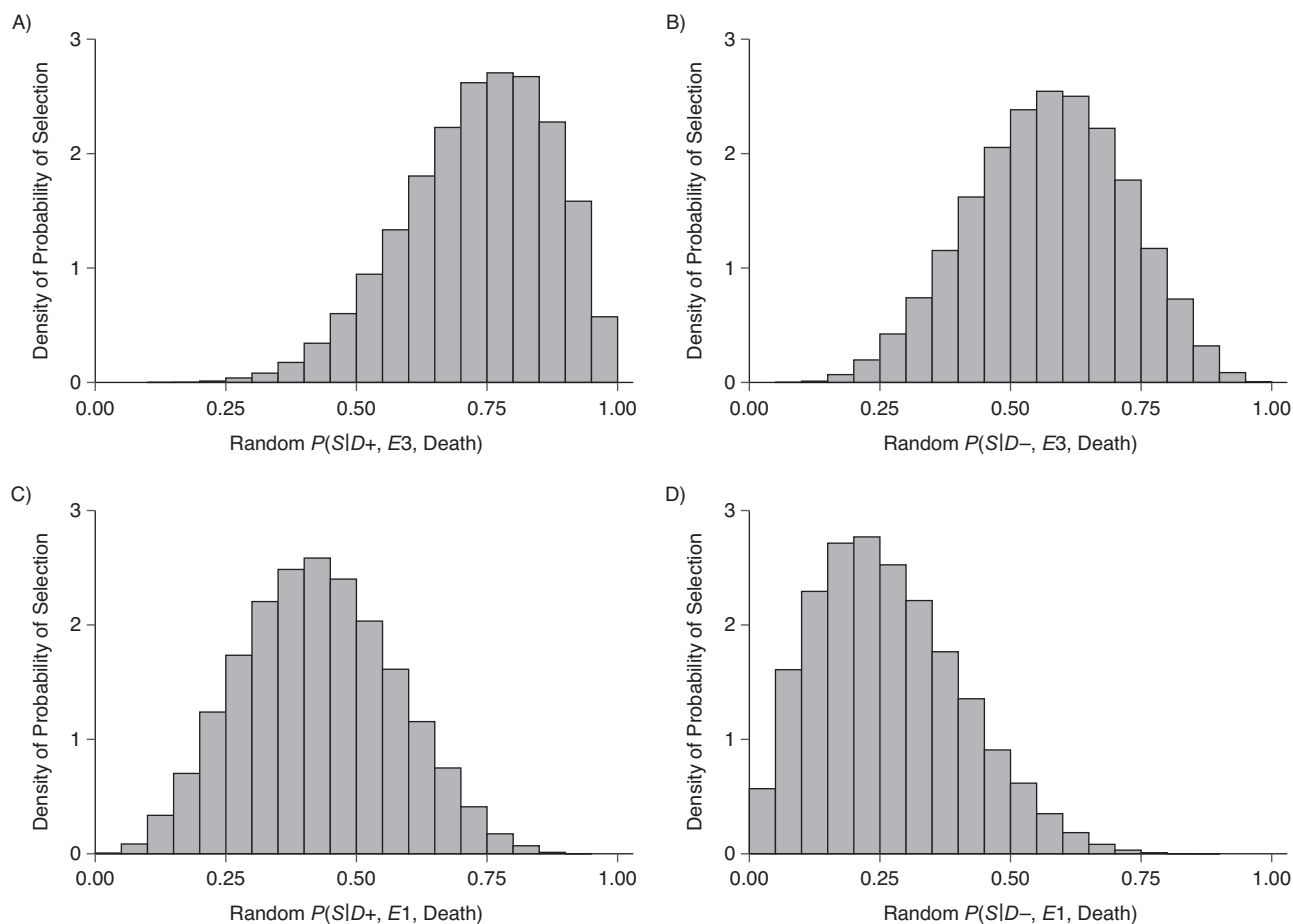 A)
Density of Probability of Selection
3
2
1
0
0.00 0.25 0.50 0.75 1.00
Random P(S|D+, E3, Death)
B)
Density of Probability of Selection
3
2
1
0
0.00 0.25 0.50 0.75 1.00
Random P(S|D–, E3, Death)
C)
Density of Probability of Selection
3
2
1
0
0.00 0.25 0.50 0.75 1.00
Random P(S|D+, E1, Death)
D)
Density of Probability of Selection
3
2
1
0
0.00 0.25 0.50 0.75 1.00
Random P(S|D–, E1, Death)